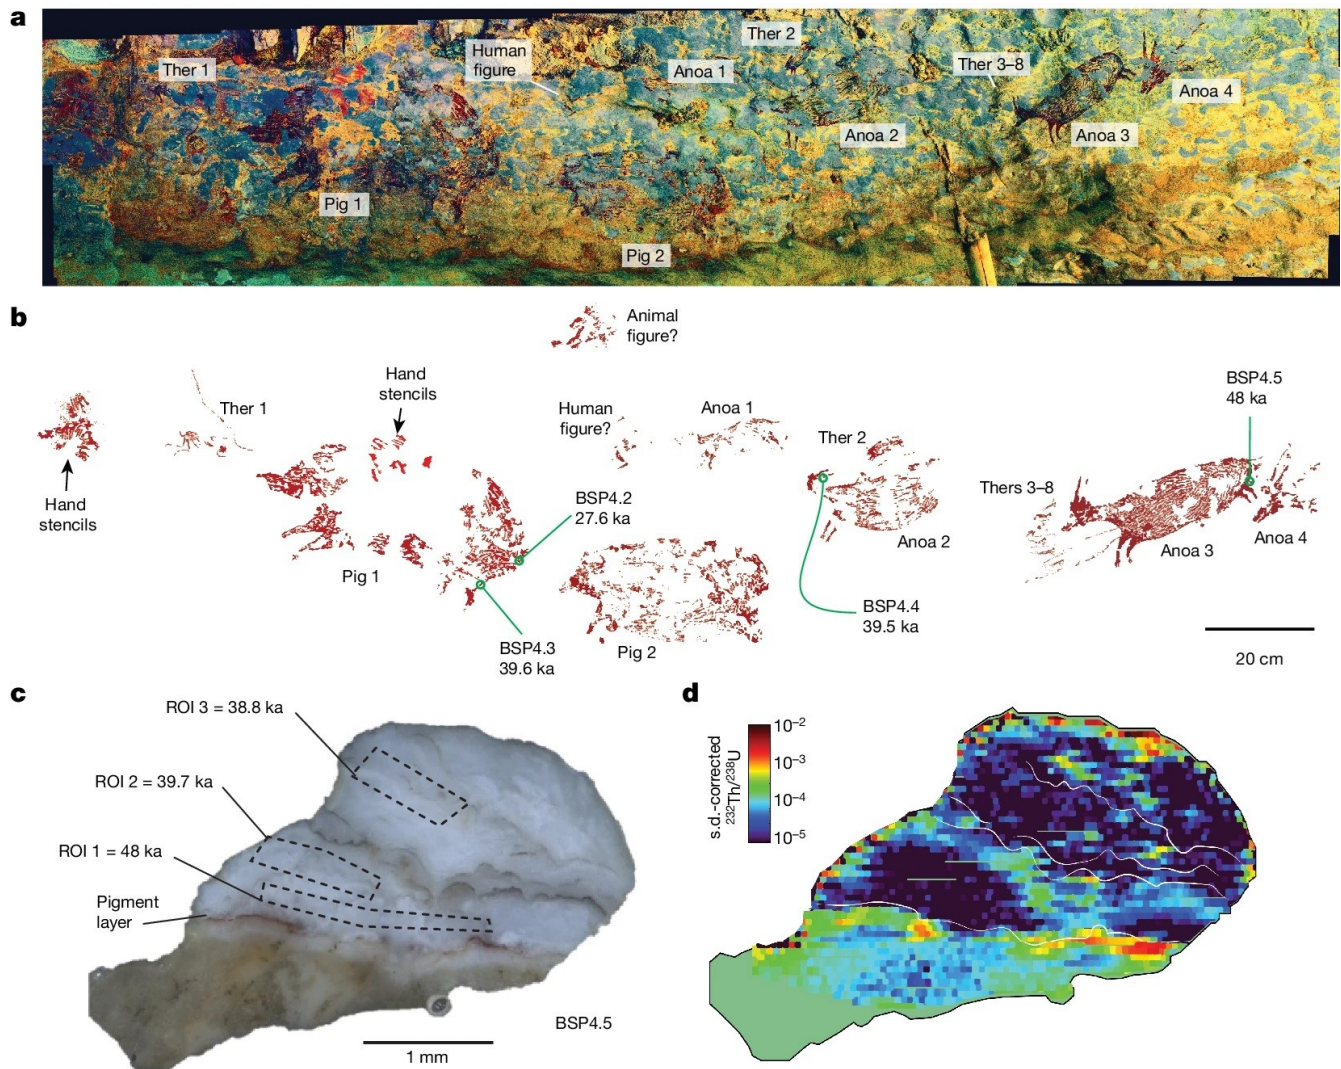 a
Ther 1
Human
figure
Anoa 1
Ther 2
Ther 3–8
Anoa 4
Anoa 2
Anoa 3
Pig 1
Pig 2
b
Animal
figure?
Hand
stencils
Ther 1
Hand
stencils
Human
figure?
Anoa 1
Ther 2
BSP4.5
48 ka
BSP4.2
27.6 ka
Thers 3–8
Anoa 2
Anoa 3
Anoa 4
Pig 1
Pig 2
BSP4.3
39.6 ka
BSP4.4
39.5 ka
20 cm
c
ROI 3 = 38.8 ka
ROI 2 = 39.7 ka
ROI 1 = 48 ka
Pigment
layer
BSP4.5
1 mm
d
s.d.-corrected
²³²Th/²³⁸U
10⁻²
10⁻³
10⁻⁴
10⁻⁵